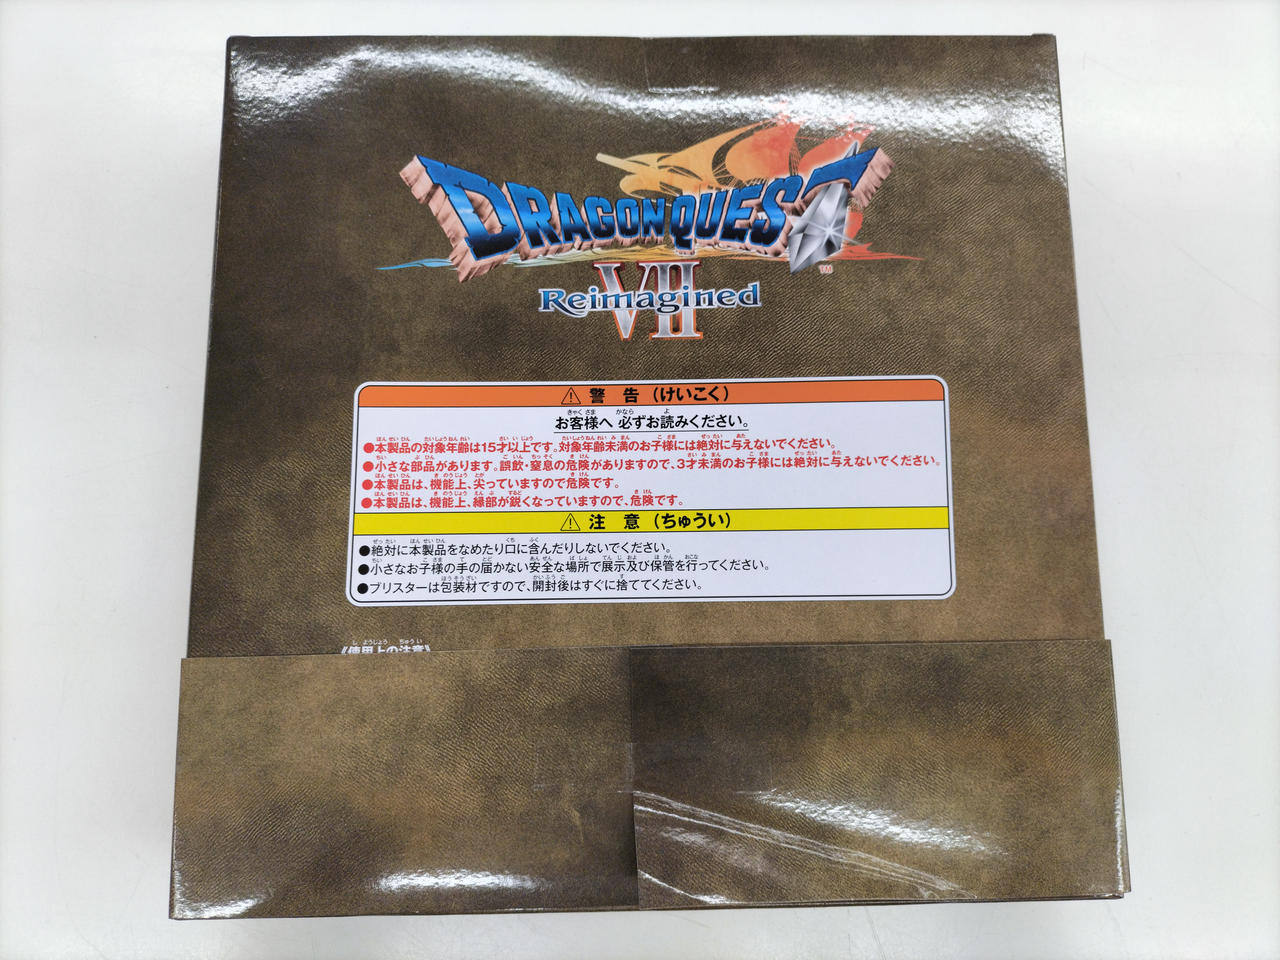 DRAGON QUEST
TM
VII
Reimagined
⚠ 警告（けいこく）
お客様へ 必ずお読みください。
●本製品の対象年齢は15才以上です。対象年齢未満のお子様には絶対に与えないでください。
●小さな部品があります。誤飲・窒息の危険がありますので、3才未満のお子様には絶対に与えないでください。
●本製品は、機能上、尖っていますので危険です。
●本製品は、機能上、縁部が鋭くなっていますので、危険です。
⚠ 注意（ちゅうい）
●絶対に本製品をなめたり口に含んだりしないでください。
●小さなお子様の手の届かない安全な場所で展示及び保管を行ってください。
●ブリスターは包装材ですので、開封後はすぐに捨ててください。
《使用上の注意》